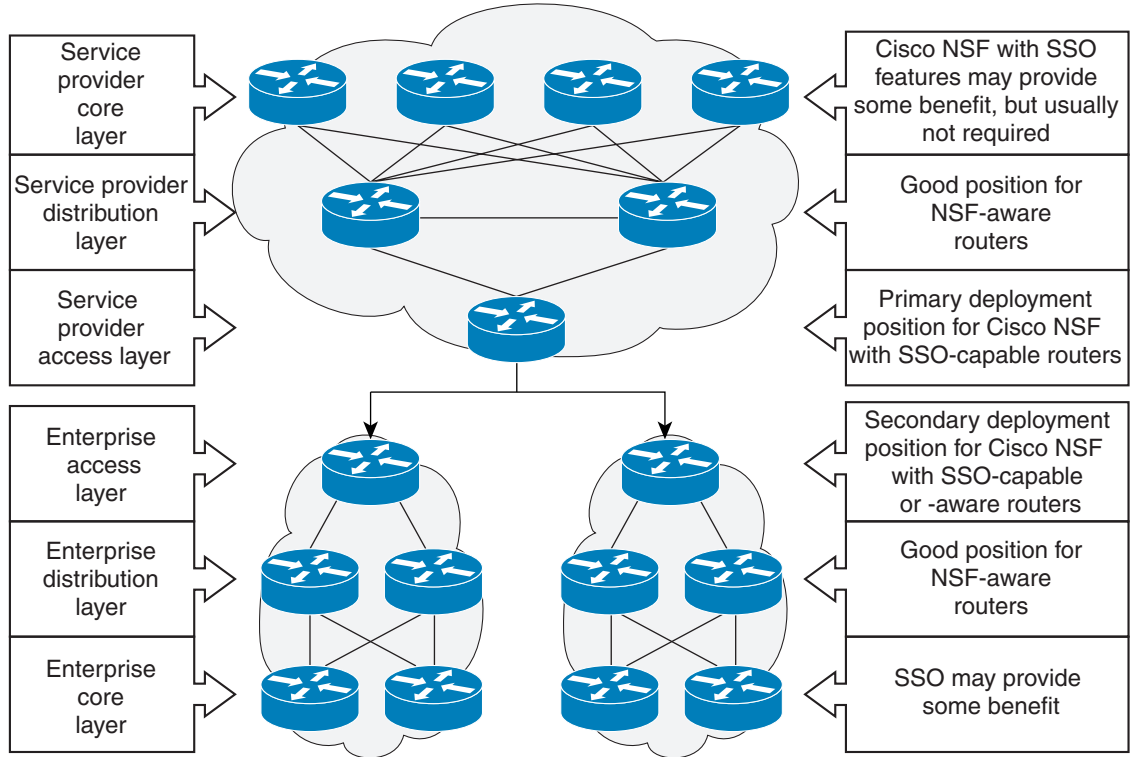 Service
provider
core
layer
Cisco NSF with SSO
features may provide
some benefit, but usually
not required
Service provider
distribution
layer
Good position for
NSF-aware
routers
Service
provider
access layer
Primary deployment
position for Cisco NSF
with SSO-capable routers
Enterprise
access
layer
Secondary deployment
position for Cisco NSF
with SSO-capable
or -aware routers
Enterprise
distribution
layer
Good position for
NSF-aware
routers
Enterprise
core
layer
SSO may provide
some benefit